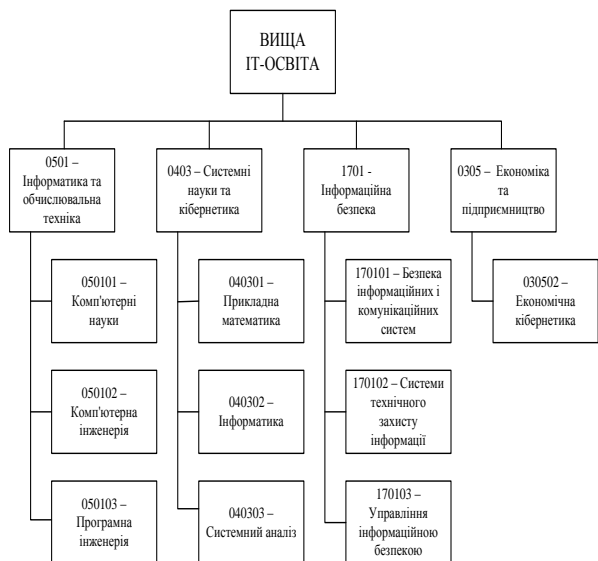 ВИЩА
ІТ-ОСВІТА
0501 –
Інформатика та
обчислювальна
техніка
0403 – Системні
науки та
кібернетика
1701 -
Інформаційна
безпека
0305 – Економіка
та
підприємництво
050101 –
Комп'ютерні
науки
040301 –
Прикладна
математика
170101 – Безпека
інформаційних і
комунікаційних
систем
030502 –
Економічна
кібернетика
050102 –
Комп'ютерна
інженерія
040302 –
Інформатика
170102 – Системи
технічного
захисту
інформації
050103 –
Програмна
інженерія
040303 –
Системний аналіз
170103 –
Управління
інформаційною
безпекою